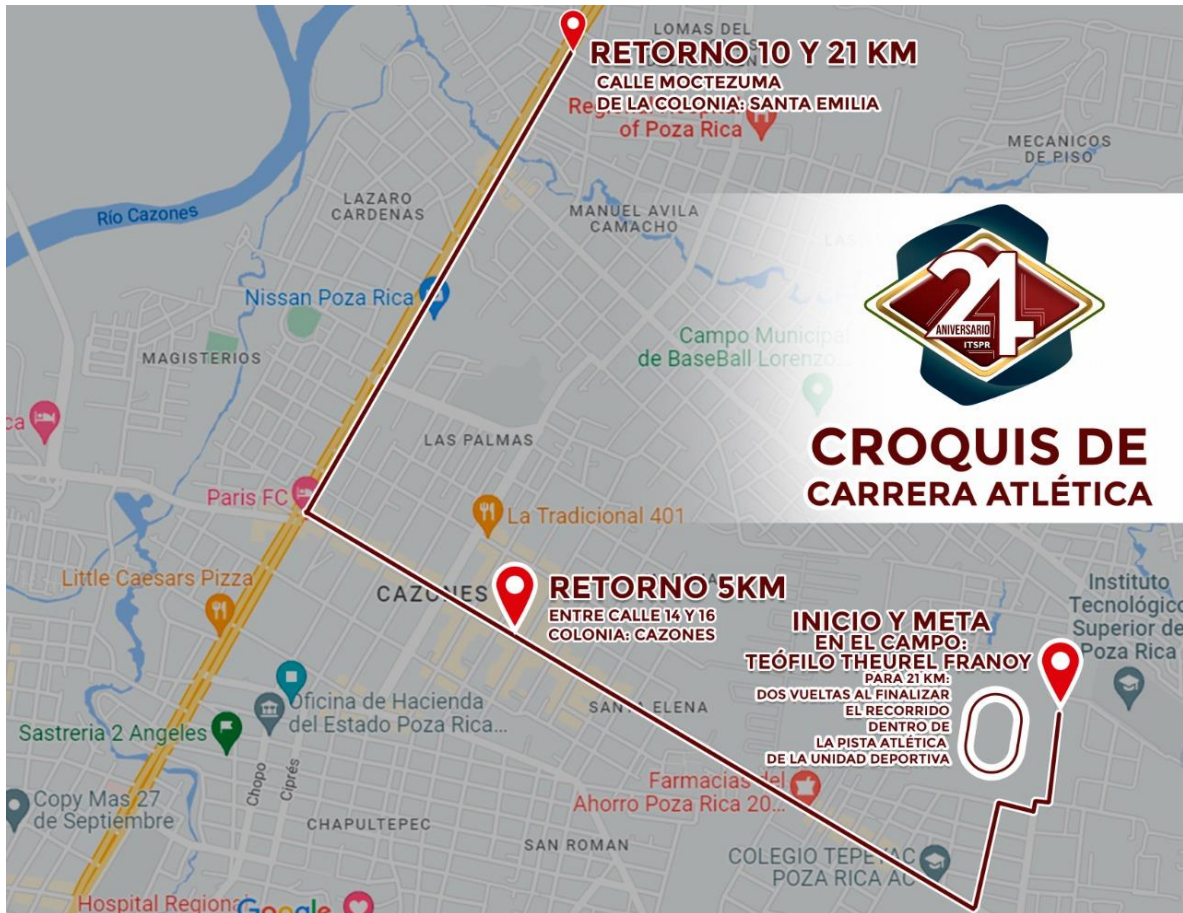 LOMAS DEL
RETORNO 10 Y 21 KM
CALLE MOCTEZUMA
DE LA COLONIA: SANTA EMILIA
Regional Hospital
of Poza Rica
MECANICOS
DE PISO
LAZARO
CARDENAS
Río Cazones
MANUEL AVILA
CAMACHO
Nissan Poza Rica
24
ANIVERSARIO
ITSPR
Campo Municipal
de BaseBall Lorenzo...
MAGISTERIOS
LAS PALMAS
CROQUIS DE
CARRERA ATLÉTICA
Paris FC
La Tradicional 401
Little Caesars Pizza
CAZONES
RETORNO 5KM
ENTRE CALLE 14 Y 16
COLONIA: CAZONES
Instituto
Tecnológico
Superior de
Poza Rica
INICIO Y META
EN EL CAMPO:
TEÓFILO THEUREL FRANOY
PARA 21 KM:
DOS VUELTAS AL FINALIZAR
EL RECORRIDO
DENTRO DE
LA PISTA ATLÉTICA
DE LA UNIDAD DEPORTIVA
Oficina de Hacienda
del Estado Poza Rica...
SANTA ELENA
Sastreria 2 Angeles
Chopo
Ciprés
Farmacias del
Ahorro Poza Rica 20...
Copy Mas 27
de Septiembre
CHAPULTEPEC
SAN ROMAN
COLEGIO TEPEYAC
POZA RICA AC
Hospital Regional
Google